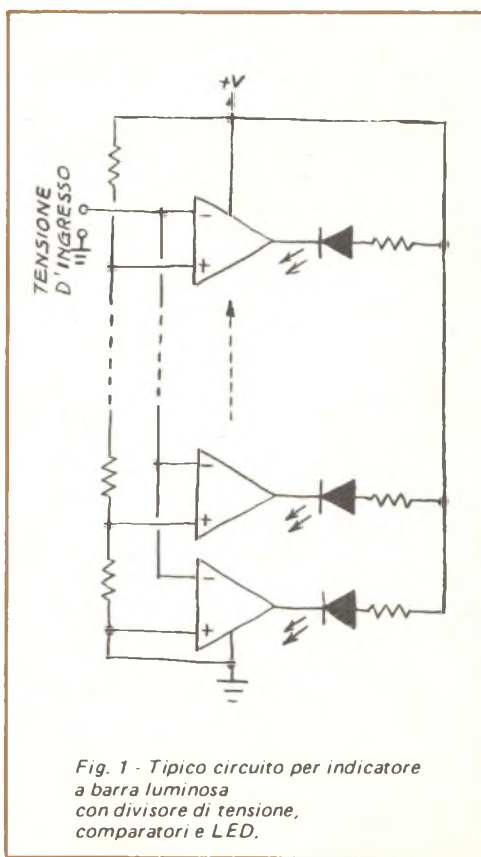 +V
TENSIONE
D'INGRESSO
−
+
−
+
−
+
Fig. 1 - Tipico circuito per indicatore
a barra luminosa
con divisore di tensione,
comparatori e LED.